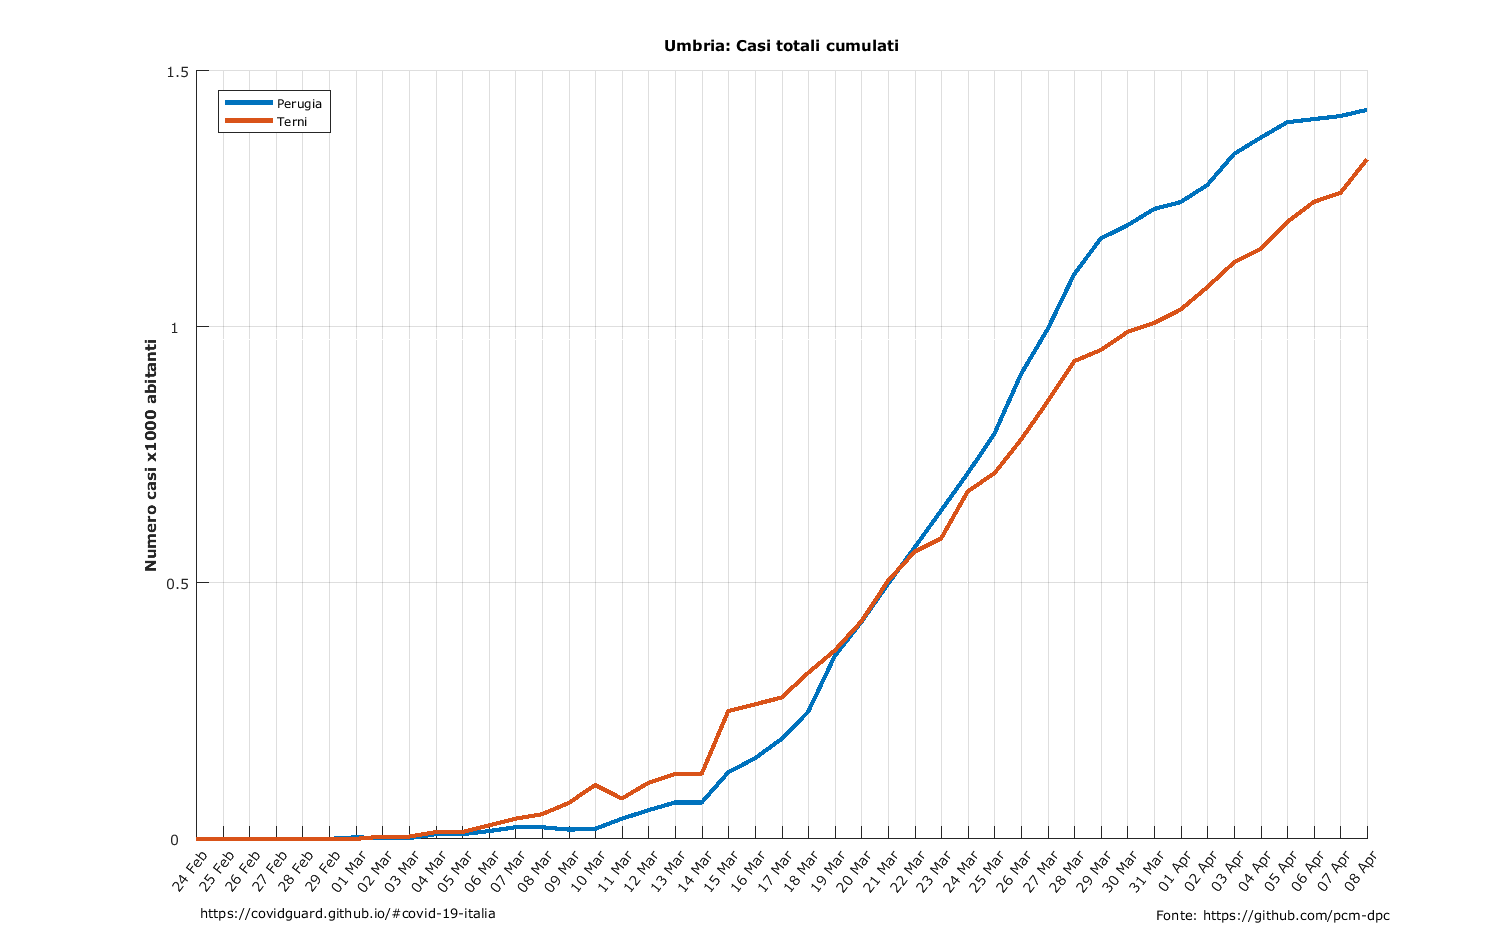 Umbria: Casi totali cumulati
Perugia
Terni
Numero casi x1000 abitanti
1.5
1
0.5
0
24 Feb
25 Feb
26 Feb
27 Feb
28 Feb
29 Feb
01 Mar
02 Mar
03 Mar
04 Mar
05 Mar
06 Mar
07 Mar
08 Mar
09 Mar
10 Mar
11 Mar
12 Mar
13 Mar
14 Mar
15 Mar
16 Mar
17 Mar
18 Mar
19 Mar
20 Mar
21 Mar
22 Mar
23 Mar
24 Mar
25 Mar
26 Mar
27 Mar
28 Mar
29 Mar
30 Mar
31 Mar
01 Apr
02 Apr
03 Apr
04 Apr
05 Apr
06 Apr
07 Apr
08 Apr
https://covidguard.github.io/#covid-19-italia
Fonte: https://github.com/pcm-dpc